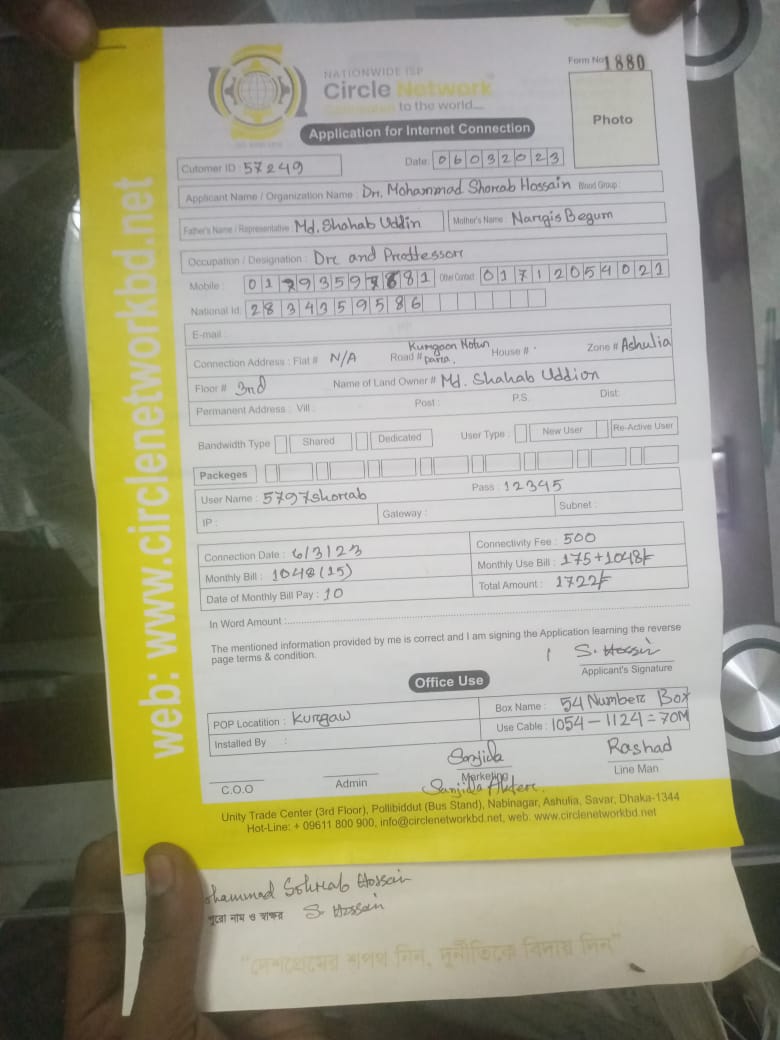 NATIONWIDE ISP
Circle Network
Connected to the world...
Form No 1880
Application for Internet Connection
Photo
Cutomer ID : 57249
Date: 06032023
Applicant Name / Organization Name : Dr. Mohammad Shorab Hossain Blood Group :
Father's Name / Representative : Md. Shahab Uddin Mother's Name : Nargis Begum
Occupation / Designation : Dr. and Proffessor
Mobile : Other Contact : 01712054021
National Id: 2834359586
E-mail :
Connection Address : Flat # N/A Road # Kurgaon Notun Para. House # Zone # Ashulia
Floor # 3rd Name of Land Owner # Md. Shahab Uddion
Permanent Address : Vill : Post : P.S. Dist:
Bandwidth Type Shared Dedicated User Type : New User Re-Active User
Packeges
User Name : 5797shorab Pass : 12345
IP : Gateway : Subnet :
Connection Date : 6/3/23 Connectivity Fee : 500
Monthly Bill : 1048 (15) Monthly Use Bill : 175+1048/-
Date of Monthly Bill Pay : 10 Total Amount : 1722/-
In Word Amount :
The mentioned information provided by me is correct and I am signing the Application learning the reverse
page terms & condition.
S. Hossin
Applicant's Signature
Office Use
POP Locatition : Kurgaw Box Name : 54 Number Box
Installed By : Use Cable : 1054 - 1124 = 70M
Sanjida Rashad
C.O.O Admin Marketing Line Man
Sanjida Akter
Unity Trade Center (3rd Floor), Pollibiddut (Bus Stand), Nabinagar, Ashulia, Savar, Dhaka-1344
Hot-Line: + 09611 800 900, info@circlenetworkbd.net, web: www.circlenetworkbd.net
web: www.circlenetworkbd.net
Sohrab Hossain
পুরো নাম ও স্বাক্ষর S. Hossain
"দেশপ্রেমের শপথ নিন, দুর্নীতিকে বিদায় দিন"